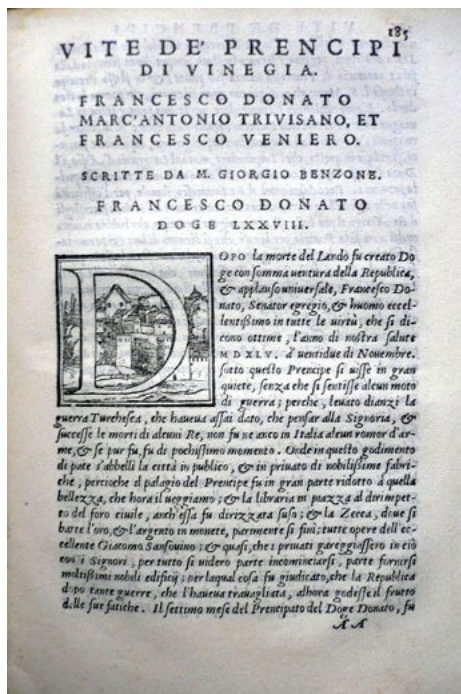 185
VITE DE' PRENCIPI
DI VINEGIA.
FRANCESCO DONATO
MARC'ANTONIO TRIVISANO, ET
FRANCESCO VENIERO.
SCRITTE DA M. GIORGIO BENZONE.
FRANCESCO DONATO
DOGE LXXVIII.
DOPO la morte del Lando fu creato Do
ge con somma ventura della Republica,
& applauso universale, Francesco Do-
nato, Senator egregio, & huomo eccel-
lentißimo in tutte le virtù, che si di-
cono ottime, l'anno di nostra salute
MDXLV. a' ventidue di Nouembre.
sotto questo Prencipe si uisse in gran
quiete, senza che si sentisse alcun moto
di guerra; perche, leuato dianzi la
guerra Turchesca, che haueua assai dato, che pensar alla Signoria, &
successe le morti di alcuni Re, non fu ne anco in Italia alcun romor d'ar-
me, & se pur fu, fu di pochißimo momento. Onde in questo godimento
di pace s'abbellì la città in publico, & in priuato di nobilißime fabri-
che, percioche il palagio del Prencipe fu in gran parte ridotto a quella
bellezza, che hora il ueggiamo; & la libraria in piazza al dirimpet-
to del foro ciuile, anch'essa fu dirizzata suso; & la Zecca, doue si
batte l'oro, & l'argento in monete, parimente si finì; tutte opere dell'ec-
cellente Giacomo Sansouino; & quasi, che i priuati gareggiassero in ciò
con i Signori, per tutto si uidero parte incominciarsi, parte fornirsi
moltißimi nobili edificij; per laqual cosa fu giudicato, che la Republica
dopo tante guerre, che l'haueua trauagliata, alhora godesse il frutto
delle sue fatiche. Il settimo mese del Prencipato del Doge Donato, fu
AA